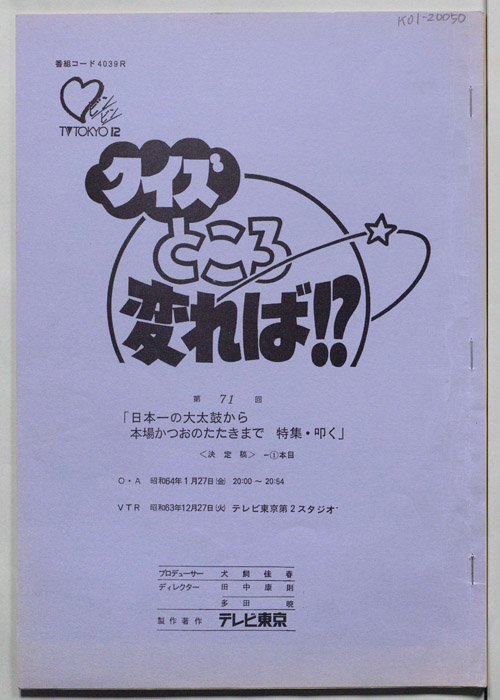 K01-20050
番組コード4039R
ビンビン
TV TOKYO 12
クイズ
ところ
変れば!?
第 71 回
「日本一の大太鼓から
本場かつおのたたきまで 特集・叩く」
<決定稿> -①本目
O・A 昭和64年1月27日(金) 20:00〜20:54
VTR 昭和63年12月27日(火) テレビ東京第2スタジオ
プロデューサー 犬飼佳春
ディレクター 田中康則
多田暁
製作著作 テレビ東京